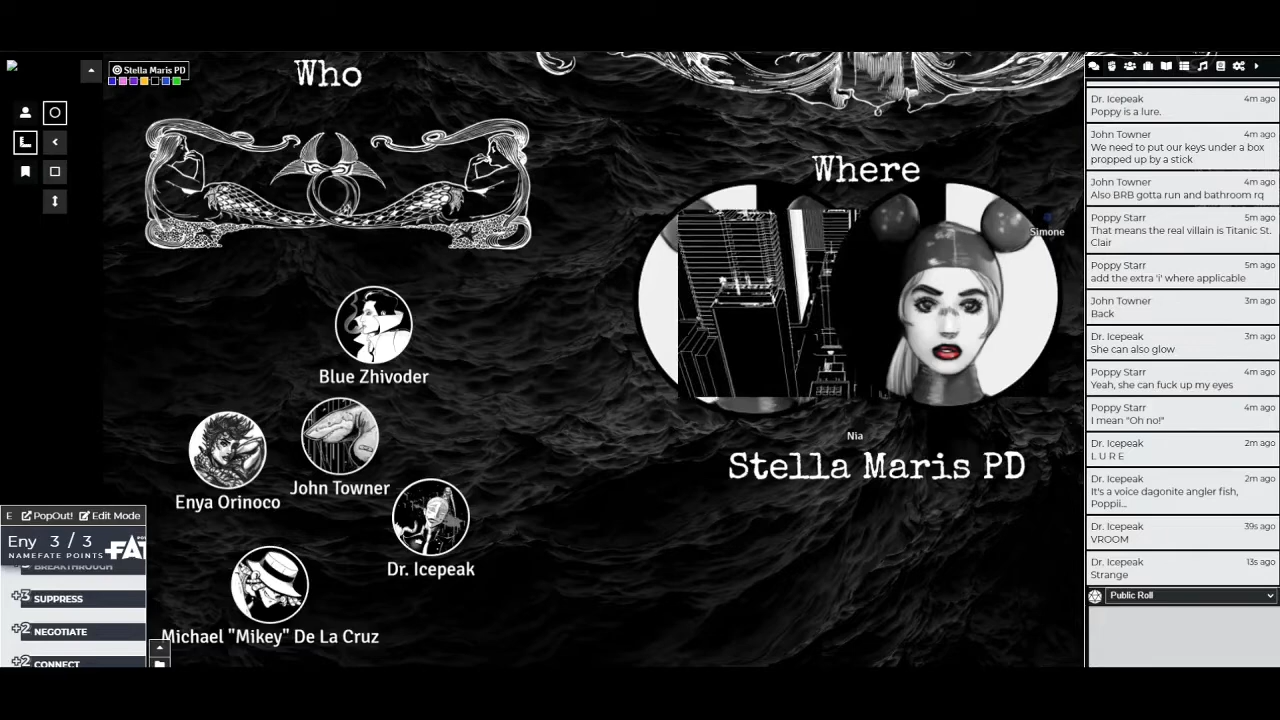 Stella Maris PD
Who
Where
Simone
Blue Zhivoder
Enya Orinoco
John Towner
Dr. Icepeak
Michael "Mikey" De La Cruz
Nia
Stella Maris PD
E PopOut! Edit Mode
Eny 3 / 3
NAME FATE POINTS
BREAKTHROUGH
+3 SUPPRESS
+2 NEGOTIATE
+2 CONNECT
Dr. Icepeak 4m ago
Poppy is a lure.
John Towner 4m ago
We need to put our keys under a box
propped up by a stick
John Towner 4m ago
Also BRB gotta run and bathroom rq
Poppy Starr 5m ago
That means the real villain is Titanic St.
Clair
Poppy Starr 5m ago
add the extra 'i' where applicable
John Towner 3m ago
Back
Dr. Icepeak 3m ago
She can also glow
Poppy Starr 4m ago
Yeah, she can fuck up my eyes
Poppy Starr 4m ago
I mean "Oh no!"
Dr. Icepeak 2m ago
L U R E
Dr. Icepeak 2m ago
It's a voice dagonite angler fish,
Poppii...
Dr. Icepeak 39s ago
VROOM
Dr. Icepeak 13s ago
Strange
Public Roll